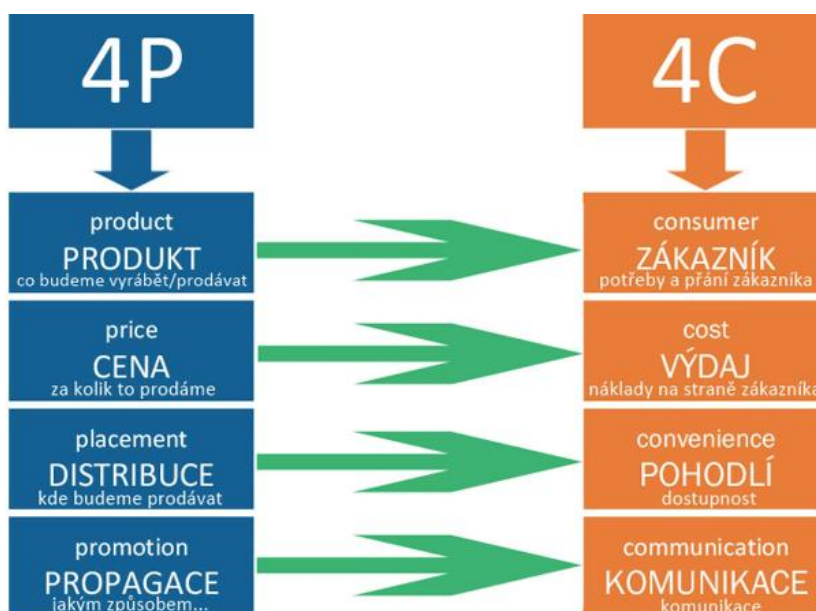 4P
4C
product
PRODUKT
co budeme vyrábět/prodávat
consumer
ZÁKAZNÍK
potřeby a přání zákazníka
price
CENA
za kolik to prodáme
cost
VÝDAJ
náklady na straně zákazníka
placement
DISTRIBUCE
kde budeme prodávat
convenience
POHODLÍ
dostupnost
promotion
PROPAGACE
jakým způsobem...
communication
KOMUNIKACE
komunikace